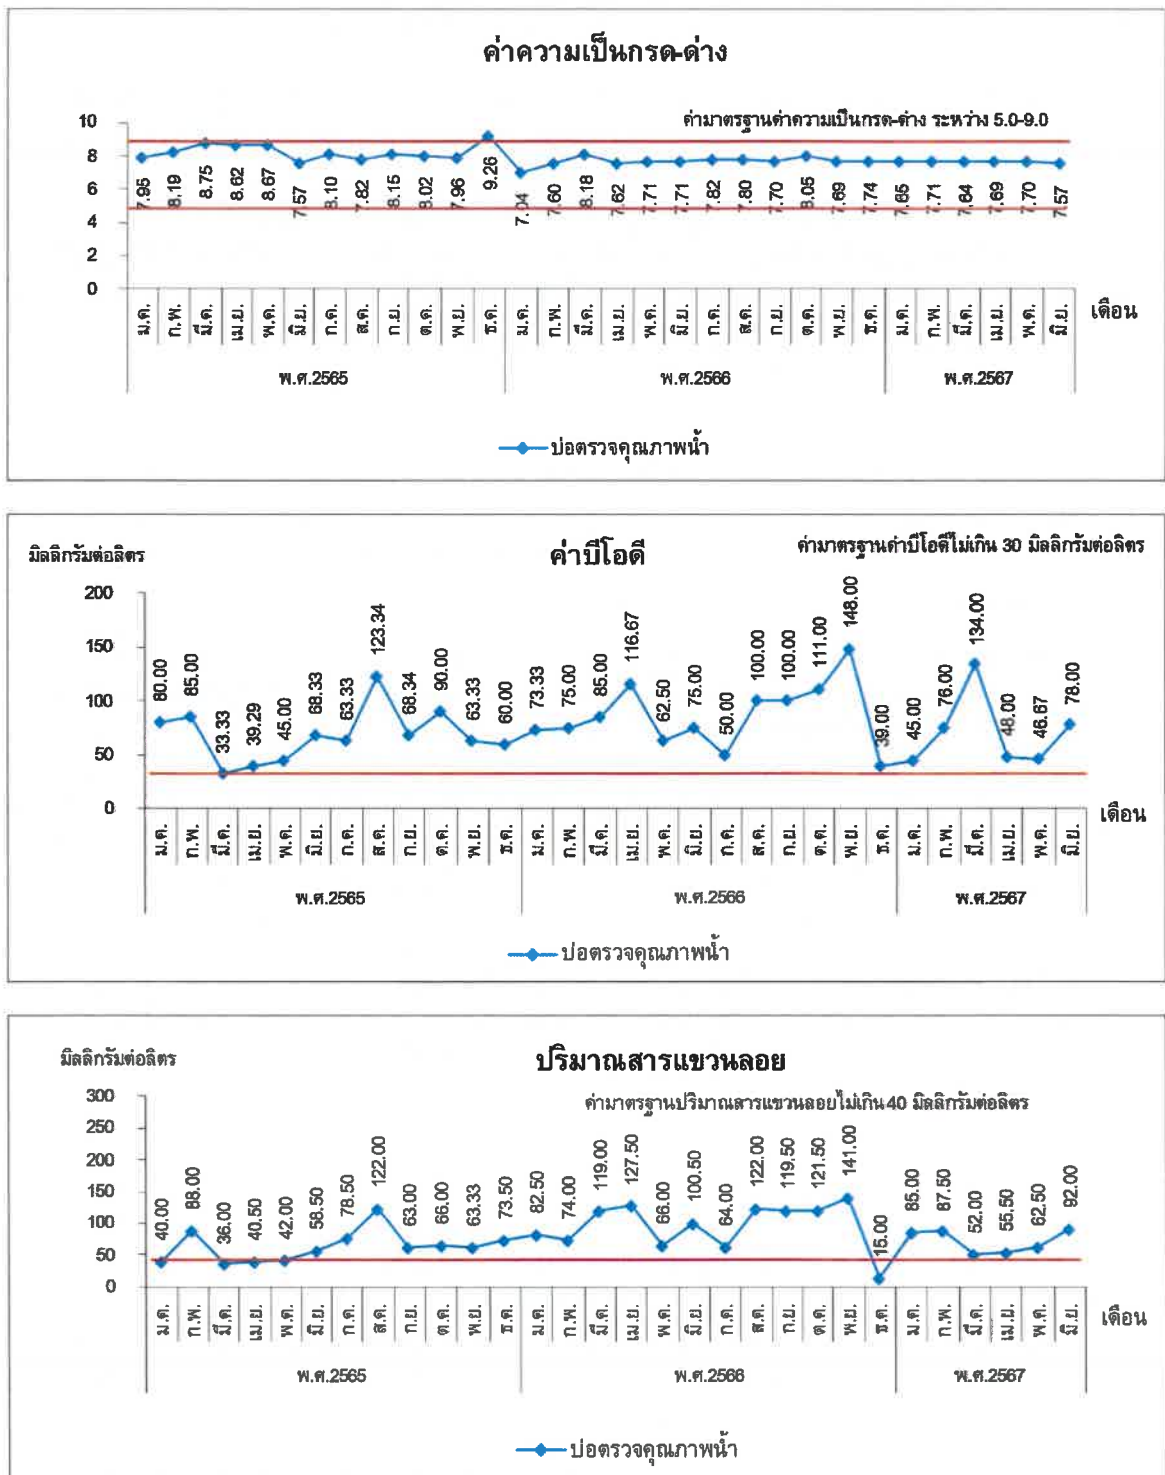 ค่าความเป็นกรด-ด่าง
ค่ามาตรฐานค่าความเป็นกรด-ด่าง ระหว่าง 5.0-9.0
10
8
6
4
2
0
7.95 8.19 8.75 8.62 8.67 7.57 8.10 7.82 8.15 8.02 7.96 9.26 7.04 7.60 8.18 7.62 7.71 7.71 7.82 7.80 7.70 8.05 7.69 7.74 7.65 7.71 7.64 7.69 7.70 7.57
ม.ค. ก.พ. มี.ค. เม.ย. พ.ค. มิ.ย. ก.ค. ส.ค. ก.ย. ต.ค. พ.ย ธ.ค. ม.ค. ก.พ. มี.ค. เม.ย. พ.ค. มิ.ย. ก.ค. ส.ค. ก.ย. ต.ค. พ.ย. ธ.ค. ม.ค. ก.พ. มี.ค. เม.ย. พ.ค. มิ.ย.
เดือน
พ.ศ.2565 พ.ศ.2566 พ.ศ.2567
บ่อตรวจคุณภาพน้ำ
มิลลิกรัมต่อลิตร
ค่าบีโอดี
ค่ามาตรฐานค่าบีโอดีไม่เกิน 30 มิลลิกรัมต่อลิตร
200
150
100
50
0
80.00 85.00 33.33 39.29 45.00 68.33 63.33 123.34 68.34 90.00 63.33 60.00 73.33 75.00 85.00 116.67 62.50 75.00 50.00 100.00 100.00 111.00 148.00 39.00 45.00 76.00 134.00 48.00 46.67 78.00
ม.ค. ก.พ. มี.ค. เม.ย. พ.ค. มิ.ย. ก.ค. ส.ค. ก.ย. ต.ค. พ.ย. ธ.ค. ม.ค. ก.พ. มี.ค. เม.ย. พ.ค. มิ.ย. ก.ค. ส.ค. ก.ย. ต.ค. พ.ย. ธ.ค. ม.ค. ก.พ. มี.ค. เม.ย. พ.ค. มิ.ย.
เดือน
พ.ศ.2565 พ.ศ.2566 พ.ศ.2567
บ่อตรวจคุณภาพน้ำ
มิลลิกรัมต่อลิตร
ปริมาณสารแขวนลอย
ค่ามาตรฐานปริมาณสารแขวนลอยไม่เกิน 40 มิลลิกรัมต่อลิตร
300
250
200
150
100
50
0
40.00 88.00 36.00 40.50 42.00 58.50 78.50 122.00 63.00 66.00 63.33 73.50 82.50 74.00 119.00 127.50 66.00 100.50 64.00 122.00 119.50 121.50 141.00 15.00 85.00 87.50 52.00 55.50 62.50 92.00
ม.ค. ก.พ. มี.ค. เม.ย. พ.ค. มิ.ย. ก.ค. ส.ค. ก.ย. ต.ค. พ.ย. ธ.ค. ม.ค. ก.พ. มี.ค. เม.ย. พ.ค. มิ.ย. ก.ค. ส.ค. ก.ย. ต.ค. พ.ย. ธ.ค. ม.ค. ก.พ. มี.ค. เม.ย. พ.ค. มิ.ย.
เดือน
พ.ศ.2565 พ.ศ.2566 พ.ศ.2567
บ่อตรวจคุณภาพน้ำ